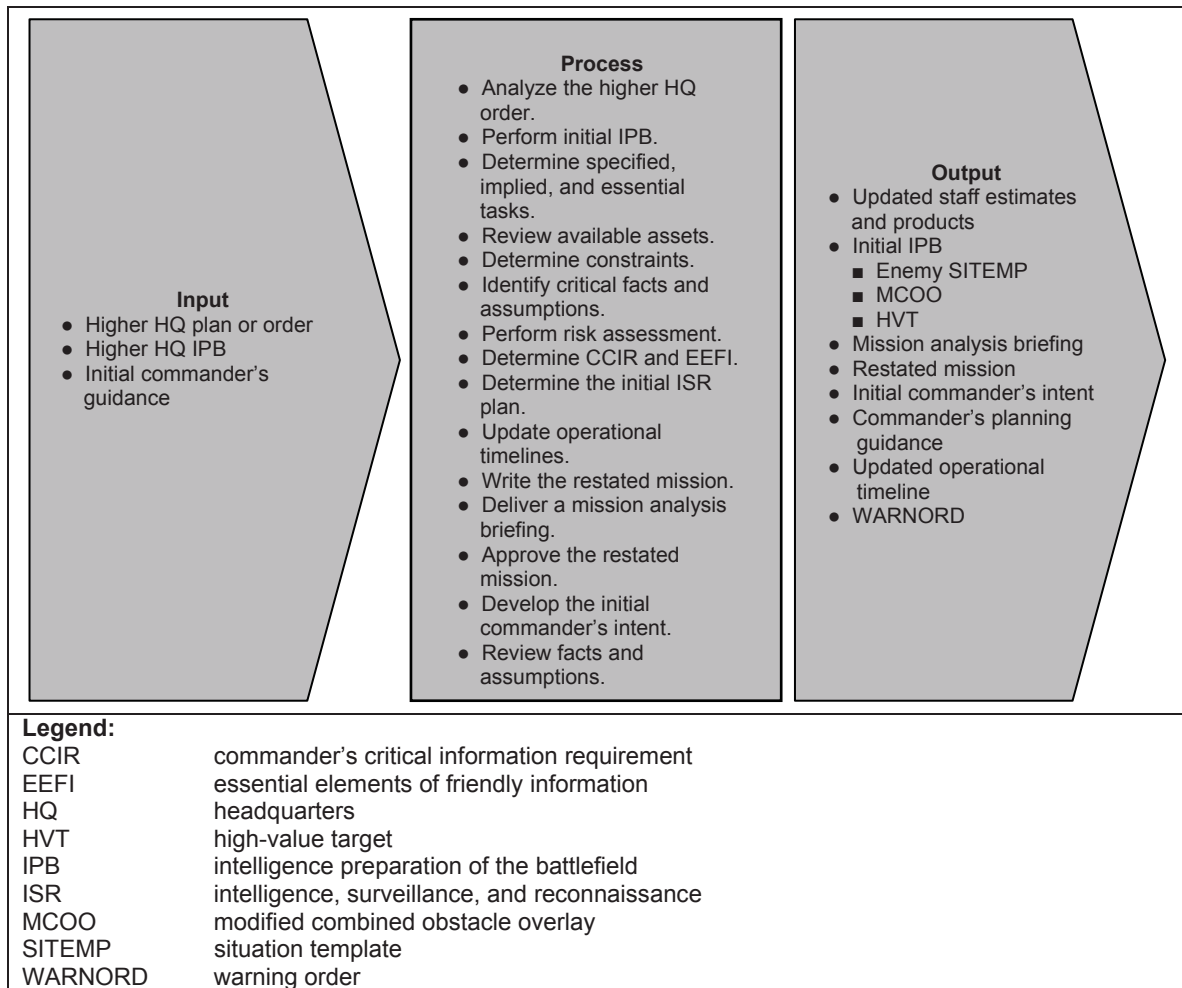 Input
● Higher HQ plan or order
● Higher HQ IPB
● Initial commander's
guidance
Process
● Analyze the higher HQ
order.
● Perform initial IPB.
● Determine specified,
implied, and essential
tasks.
● Review available assets.
● Determine constraints.
● Identify critical facts and
assumptions.
● Perform risk assessment.
● Determine CCIR and EEFI.
● Determine the initial ISR
plan.
● Update operational
timelines.
● Write the restated mission.
● Deliver a mission analysis
briefing.
● Approve the restated
mission.
● Develop the initial
commander's intent.
● Review facts and
assumptions.
Output
● Updated staff estimates
and products
● Initial IPB
■ Enemy SITEMP
■ MCOO
■ HVT
● Mission analysis briefing
● Restated mission
● Initial commander's intent
● Commander's planning
guidance
● Updated operational
timeline
● WARNORD
Legend:
CCIR commander's critical information requirement
EEFI essential elements of friendly information
HQ headquarters
HVT high-value target
IPB intelligence preparation of the battlefield
ISR intelligence, surveillance, and reconnaissance
MCOO modified combined obstacle overlay
SITEMP situation template
WARNORD warning order